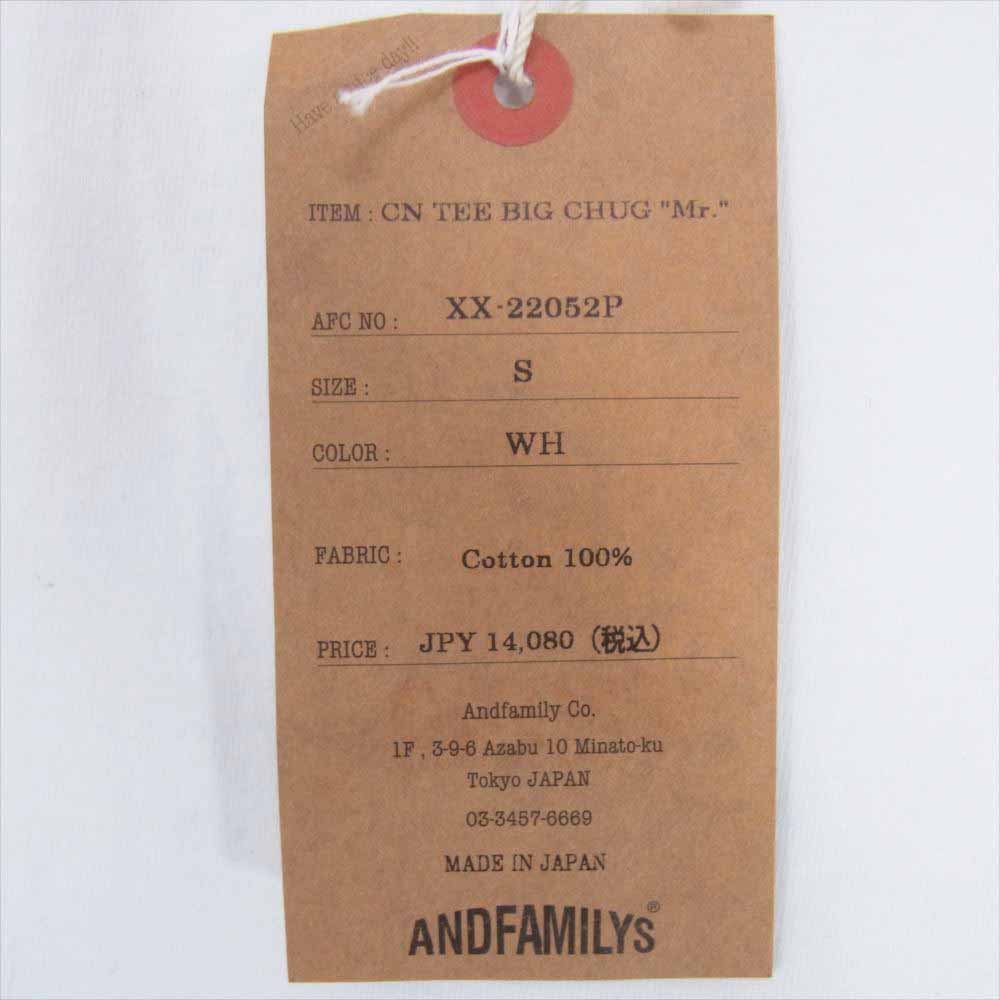 Have day!!
ITEM : CN TEE BIG CHUG "Mr."
AFC NO : XX-22052P
SIZE : S
COLOR : WH
FABRIC : Cotton 100%
PRICE : JPY 14,080 (税込)
Andfamily Co.
1F , 3-9-6 Azabu 10 Minato-ku
Tokyo JAPAN
03-3457-6669
MADE IN JAPAN
ANDFAMILYS®